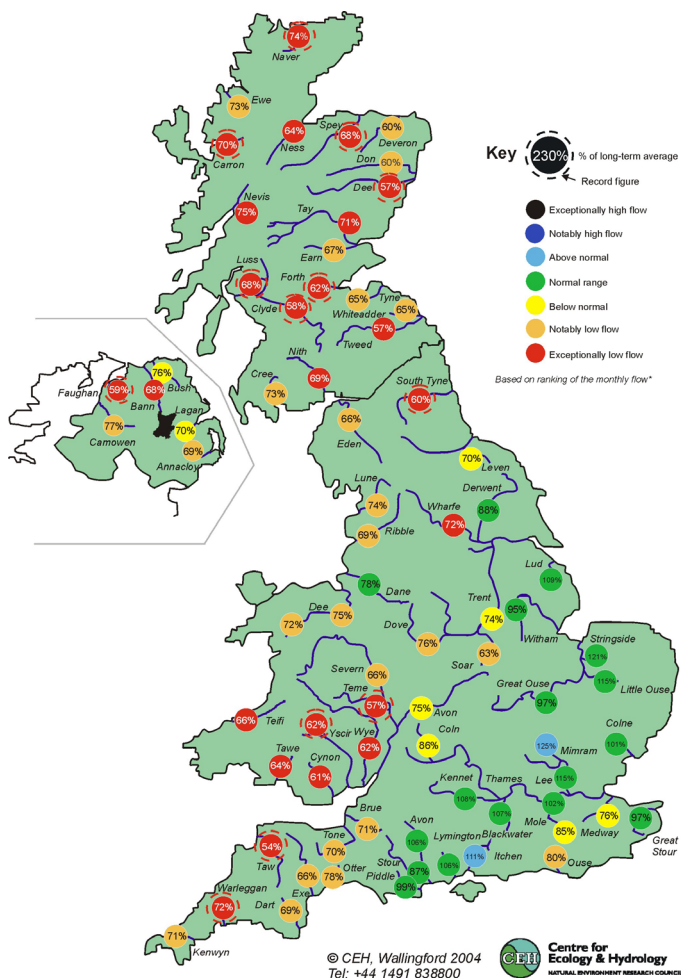 74%
Naver
Ewe
73%
64%
Ness
Spey
68%
60%
Deveron
70%
Carron
Don
60%
Dee
57%
Nevis
75%
Tay
71%
67%
Earn
Luss
68%
Forth
62%
Clyde
58%
65%
Whiteadder
Tyne
65%
57%
Tweed
Nith
69%
Cree
73%
Key
230%
% of long-term average
Record figure
Exceptionally high flow
Notably high flow
Above normal
Normal range
Below normal
Notably low flow
Exceptionally low flow
Based on ranking of the monthly flow*
76%
59%
68%
Bush
Faughan
Bann
Lagan
77%
70%
Camowen
69%
Annacloy
South Tyne
60%
66%
Eden
70%
Leven
Lune
74%
Derwent
88%
Wharfe
72%
69%
Ribble
Lud
109%
78%
Dane
Trent
95%
74%
Witham
Dee
75%
72%
Dove
76%
Soar
63%
Stringside
121%
115%
Little Ouse
Great Ouse
97%
Severn
66%
Teme
57%
75%
Avon
Coln
86%
Colne
101%
125%
Mimram
66%
Teifi
62%
Yscir
Wye
62%
Tawe
64%
Cynon
61%
Kennet
108%
Thames
Lee
115%
102%
107%
Blackwater
Mole
85%
Medway
76%
97%
Great
Stour
Ouse
80%
Brue
71%
Avon
106%
Lymington
106%
Itchen
111%
Tone
70%
54%
Taw
Stour
87%
Piddle
99%
66%
Exe
78%
Otter
Warleggan
72%
Dart
69%
71%
Kenwyn
© CEH, Wallingford 2004
Tel: +44 1491 838800
CEH
Centre for
Ecology & Hydrology
NATURAL ENVIRONMENT RESEARCH COUNCIL